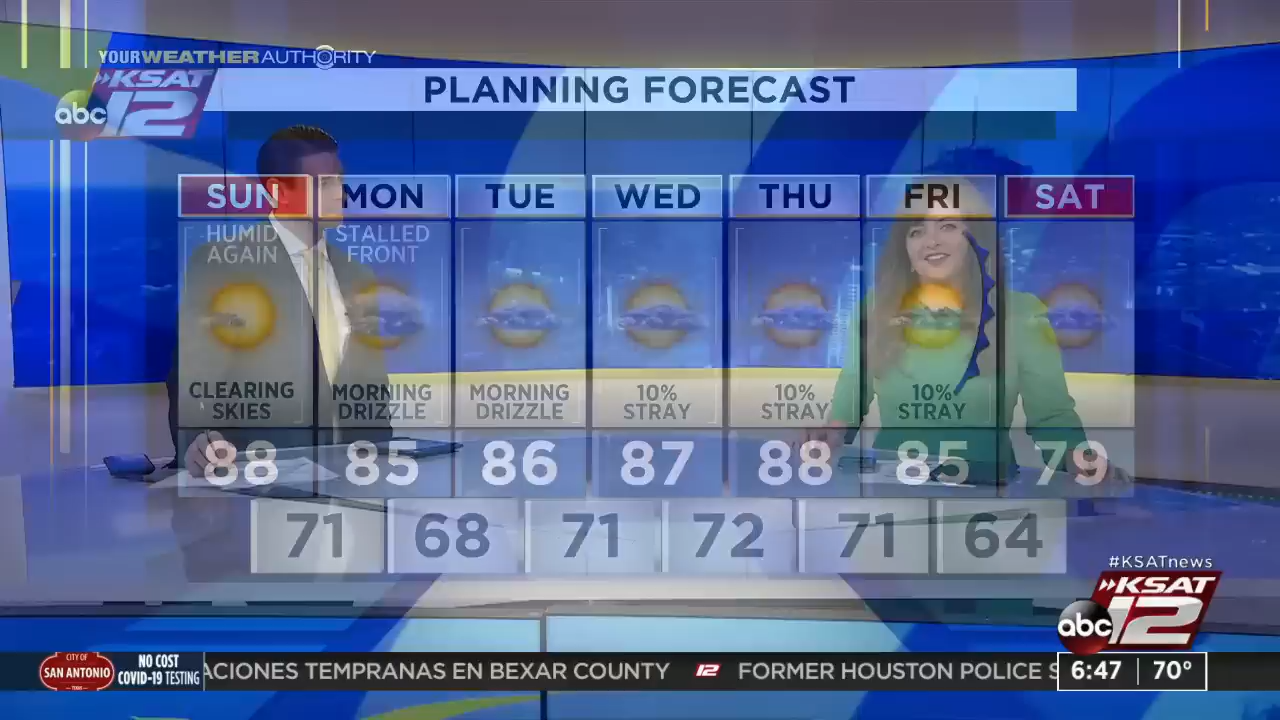 YOURWEATHERAUTHORITY
KSAT
abc 12
PLANNING FORECAST
SUN MON TUE WED THU FRI SAT
HUMID AGAIN
STALLED FRONT
CLEARING SKIES
MORNING DRIZZLE
MORNING DRIZZLE
10% STRAY
10% STRAY
10% STRAY
88 85 86 87 88 85 79
71 68 71 72 71 64
#KSATnews
KSAT
abc 12
CITY OF
SAN ANTONIO
NO COST
COVID-19 TESTING
ACIONES TEMPRANAS EN BEXAR COUNTY 12 FORMER HOUSTON POLICE S
6:47 70°